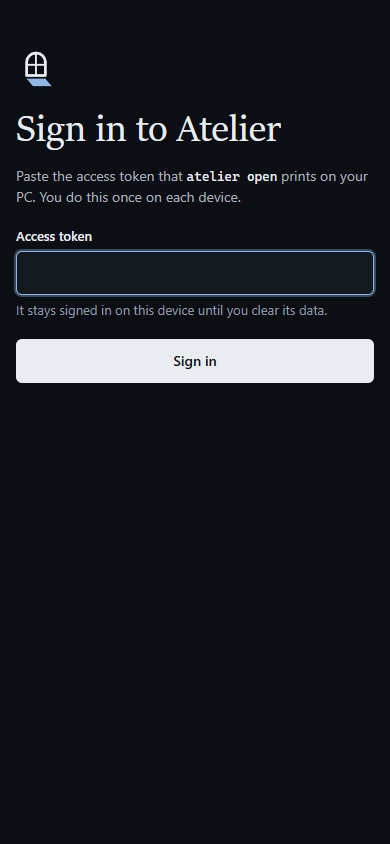 Sign in to Atelier
Paste the access token that atelier open prints on your
PC. You do this once on each device.
Access token
It stays signed in on this device until you clear its data.
Sign in